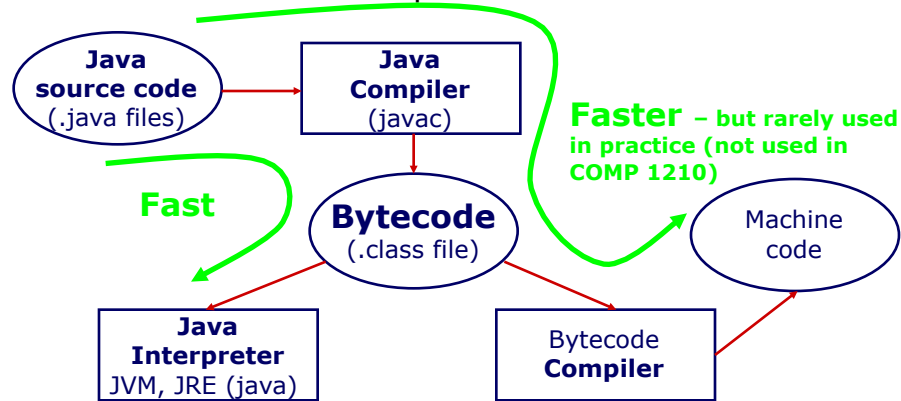 Java
source code
(.java files)
Java
Compiler
(javac)
Faster – but rarely used
in practice (not used in
COMP 1210)
Fast
Bytecode
(.class file)
Machine
code
Java
Interpreter
JVM, JRE (java)
Bytecode
Compiler